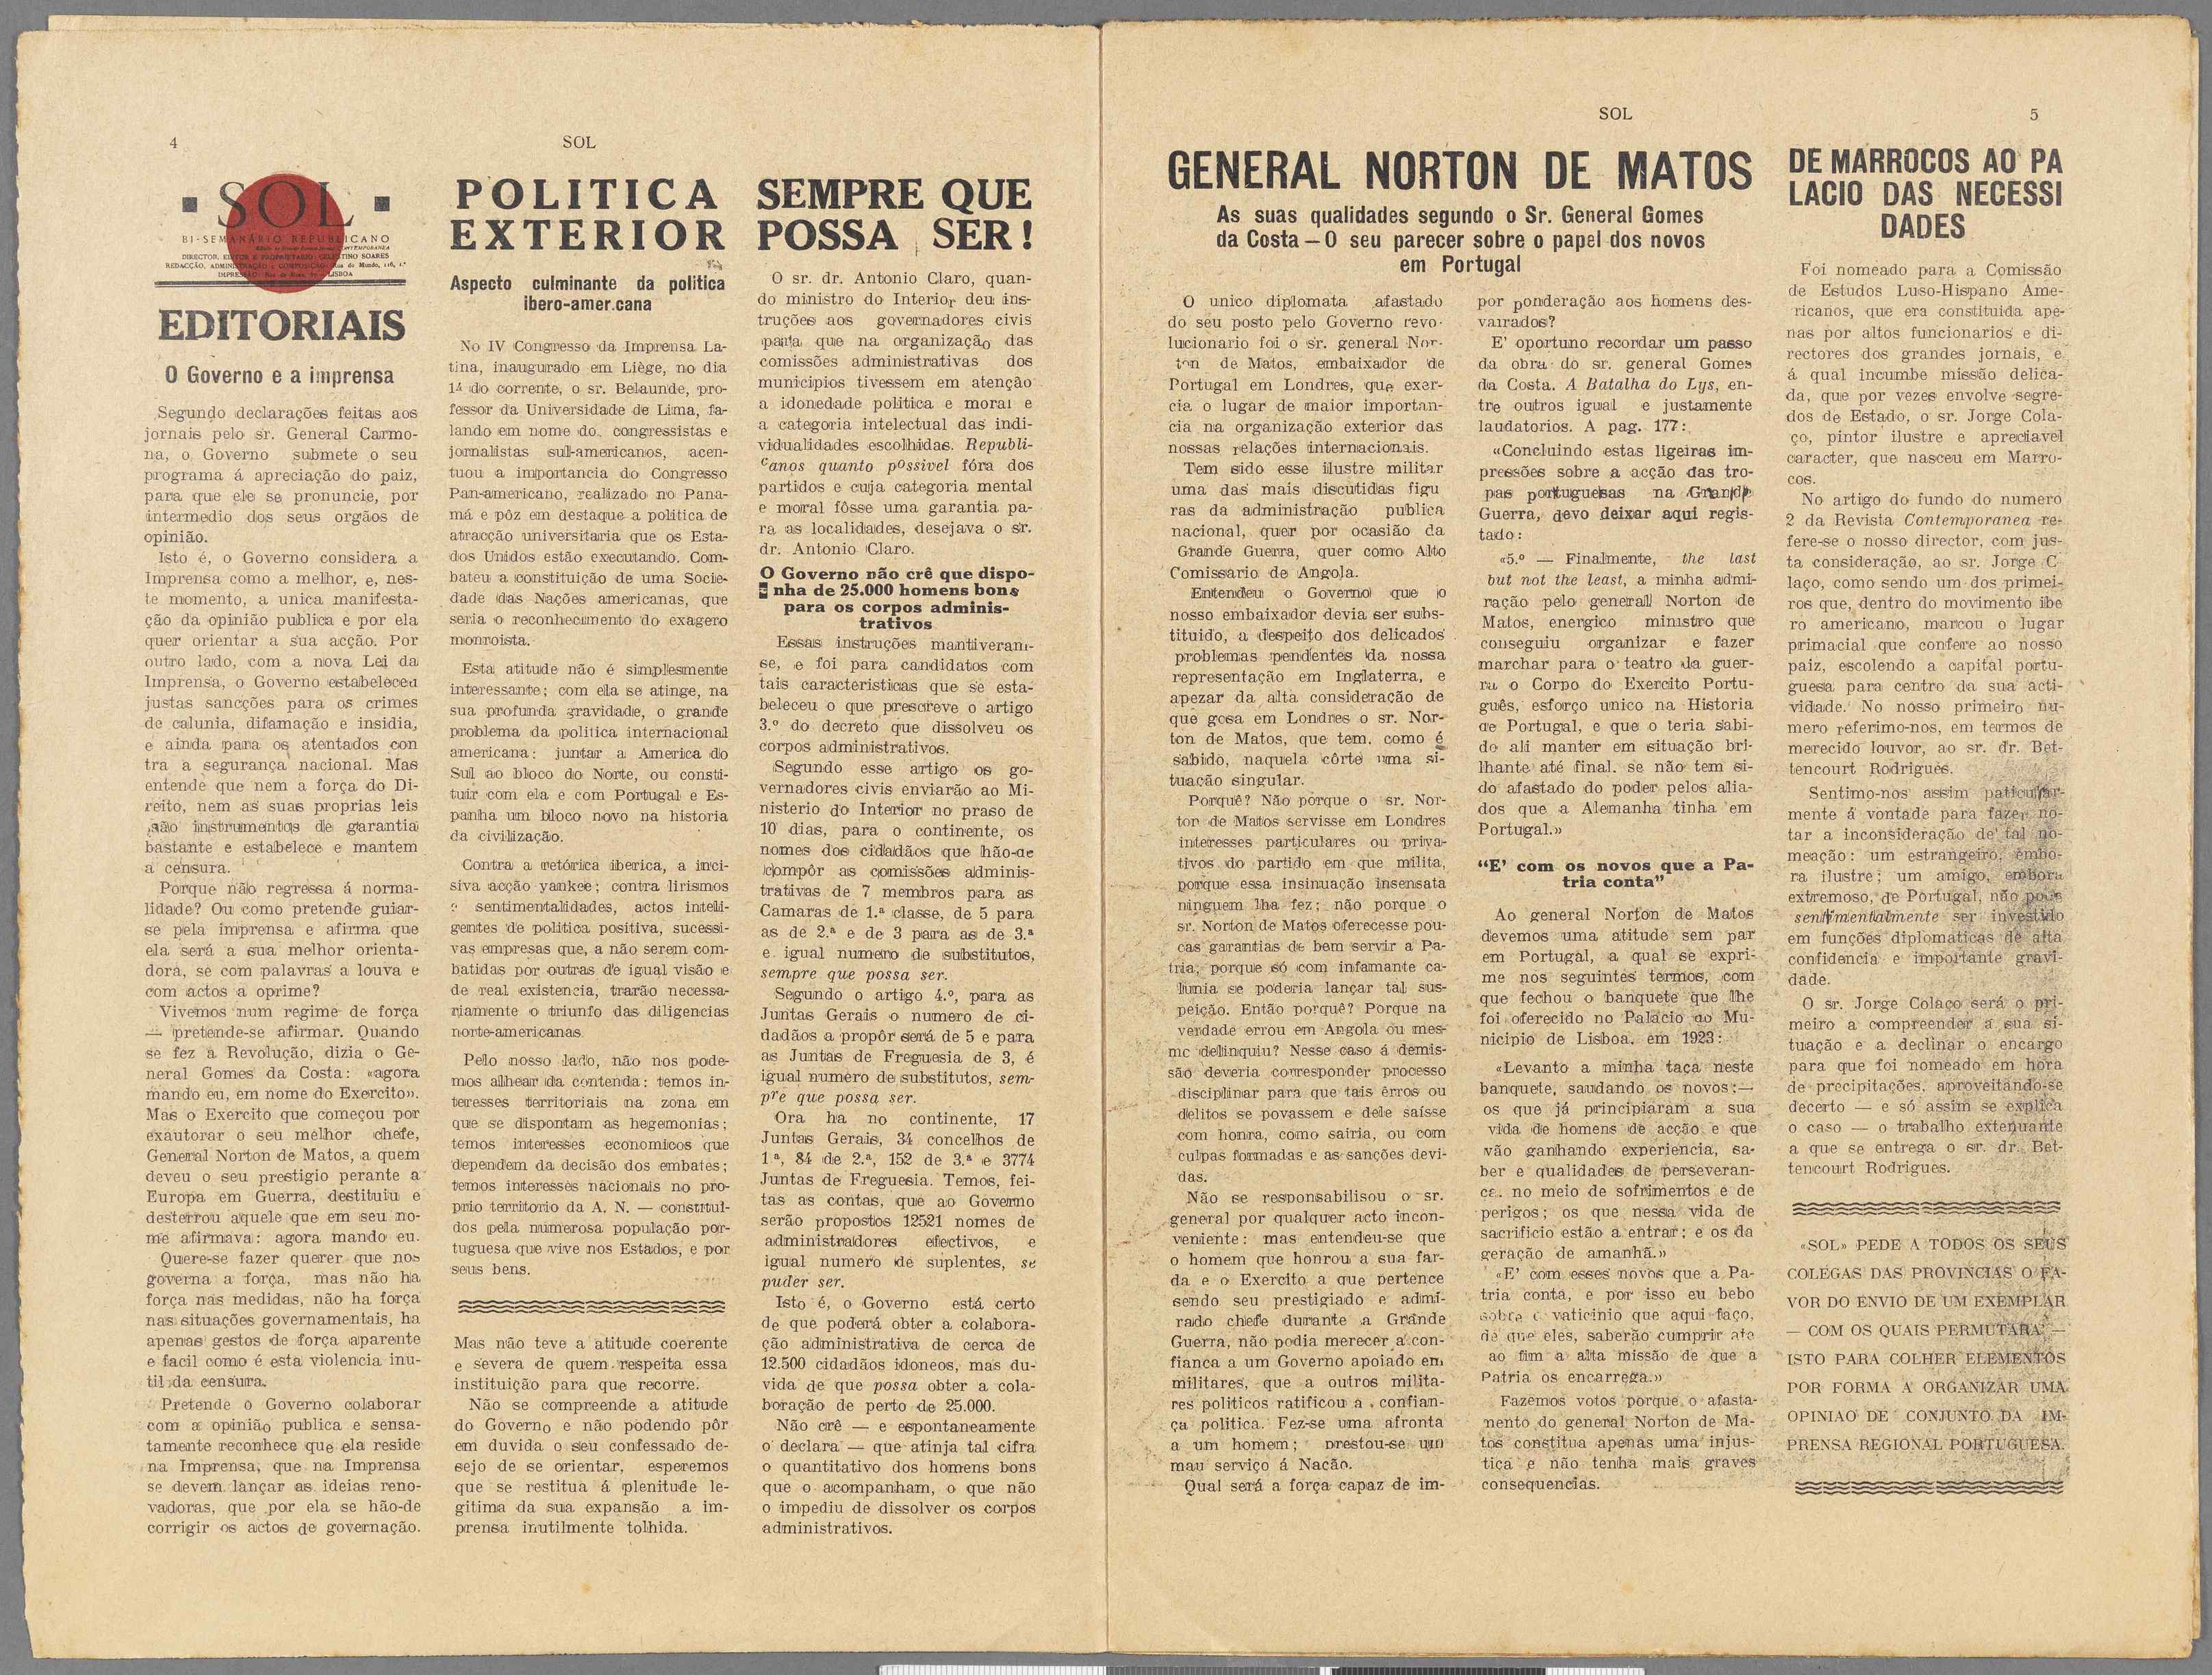 4
SOL
■ SOL ■
BI-SEMANÁRIO REPUBLICANO
DIRECTOR, EDITOR E PROPRIETARIO: CELESTINO SOARES
REDACÇÃO, ADMINISTRAÇÃO E COMPOSIÇÃO: Rua do Mundo, 116, 1.º
LISBOA
EDITORIAIS
O Governo e a imprensa
Segundo declarações feitas aos
jornais pelo sr. General Carmo-
na, o Governo submete o seu
programa á apreciação do paiz,
para que ele se pronuncie, por
intermedio dos seus orgãos de
opinião.
Isto é, o Governo considera a
Imprensa como a melhor, e, nes-
te momento, a unica manifesta-
ção da opinião publica e por ela
quer orientar a sua acção. Por
outro lado, com a nova Lei da
Imprensa, o Governo estabeleceu
justas sancções para os crimes
de calunia, difamação e insidia,
e ainda para os atentados con
tra a segurança nacional. Mas
entende que nem a força do Di-
reito, nem as suas proprias leis
são instrumentos de garantia
bastante e estabelece e mantem
a censura.
Porque não regressa á norma-
lidade? Ou como pretende guiar-
se pela imprensa e afirma que
ela será a sua melhor orienta-
dora, se com palavras a louva e
com actos a oprime?
Vivemos num regime de força
— pretende-se afirmar. Quando
se fez a Revolução, dizia o Ge-
neral Gomes da Costa: «agora
mando eu, em nome do Exercito».
Mas o Exercito que começou por
exautorar o seu melhor chefe,
General Norton de Matos, a quem
deveu o seu prestigio perante a
Europa em Guerra, destituiu e
desterrou aquele que em seu no-
me afirmava: agora mando eu.
Quere-se fazer querer que nos
governa a força, mas não ha
força nas medidas, não ha força
nas situações governamentais, ha
apenas gestos de força aparente
e facil como é esta violencia inu-
til da censura.
Pretende o Governo colaborar
com a opinião publica e sensa-
tamente reconhece que ela reside
na Imprensa, que na Imprensa
se devem lançar as ideias reno-
vadoras, que por ela se hão-de
corrigir os actos de governação.
POLITICA
EXTERIOR
Aspecto culminante da politica
ibero-amer.cana
No IV Congresso da Imprensa La-
tina, inaugurado em Liège, no dia
14 do corrente, o sr. Belaunde, pro-
fessor da Universidade de Lima, fa-
lando em nome do. congressistas e
jornalistas sul-americanos, acen-
tuou a importancia do Congresso
Pan-americano, realizado no Pana-
má e pôz em destaque a politica de
atracção universitaria que os Esta-
dos Unidos estão executando. Com-
bateu a constituição de uma Socie-
dade das Nações americanas, que
seria o reconhecimento do exagero
monroista.
Esta atitude não é simplesmente
interessante; com ela se atinge, na
sua profunda gravidade, o grande
problema da politica internacional
americana: juntar a America do
Sul ao bloco do Norte, ou consti-
tuir com ela e com Portugal e Es-
panha um bloco novo na historia
da civilização.
Contra a retórica iberica, a inci-
siva acção yankee; contra lirismos
e sentimentalidades, actos inteli-
gentes de politica positiva, sucessi-
vas empresas que, a não serem com-
batidas por outras de igual visão e
de real existencia, trarão necessa-
riamente o triunfo das diligencias
norte-americanas
Pelo nosso lado, não nos pode-
mos alhear da contenda: temos in-
teresses territoriais na zona em
que se dispontam as hegemonias;
temos interesses economicos que
dependem da decisão dos embates;
temos interesses nacionais no pro-
prio territorio da A. N. — constitui-
dos pela numerosa população por-
tuguesa que vive nos Estados, e por
seus bens.
Mas não teve a atitude coerente
e severa de quem respeita essa
instituição para que recorre.
Não se compreende a atitude
do Governo e não podendo pôr
em duvida o seu confessado de-
sejo de se orientar, esperemos
que se restitua á plenitude le-
gitima da sua expansão a im-
prensa inutilmente tolhida.
SEMPRE QUE
POSSA SER!
O sr. dr. Antonio Claro, quan-
do ministro do Interior deu ins-
truções aos governadores civis
para que na organização das
comissões administrativas dos
municipios tivessem em atenção
a idonedade politica e moral e
a categoria intelectual das indi-
vidualidades escolhidas. Republi-
canos quanto possivel fóra dos
partidos e cuja categoria mental
e moral fôsse uma garantia pa-
ra as localidades, desejava o sr.
dr. Antonio Claro.
O Governo não crê que dispo-
nha de 25.000 homens bons
para os corpos adminis-
trativos
Essas instruções mantiveram-
se, e foi para candidatos com
tais caracteristicas que se esta-
beleceu o que prescreve o artigo
3.º do decreto que dissolveu os
corpos administrativos.
Segundo esse artigo os go-
vernadores civis enviarão ao Mi-
nisterio do Interior no praso de
10 dias, para o continente, os
nomes dos cidadãos que hão-de
compôr as comissões adminis-
trativas de 7 membros para as
Camaras de 1.ª classe, de 5 para
as de 2.ª e de 3 para as de 3.ª
e igual numero de substitutos,
sempre que possa ser.
Segundo o artigo 4.º, para as
Juntas Gerais o numero de ci-
dadãos a propôr será de 5 e para
as Juntas de Freguesia de 3, é
igual numero de substitutos, sem-
pre que possa ser.
Ora ha no continente, 17
Juntas Gerais, 34 concelhos de
1.ª, 84 de 2.ª, 152 de 3.ª e 3774
Juntas de Freguesia. Temos, fei-
tas as contas, que ao Governo
serão propostos 12521 nomes de
administradores efectivos, e
igual numero de suplentes, se
puder ser.
Isto é, o Governo está certo
de que poderá obter a colabora-
ção administrativa de cerca de
12.500 cidadãos idoneos, mas du-
vida de que possa obter a cola-
boração de perto de 25.000.
Não crê — e espontaneamente
o declara — que atinja tal cifra
o quantitativo dos homens bons
que o acompanham, o que não
o impediu de dissolver os corpos
administrativos.
SOL
5
GENERAL NORTON DE MATOS
As suas qualidades segundo o Sr. General Gomes
da Costa — O seu parecer sobre o papel dos novos
em Portugal
O unico diplomata afastado
do seu posto pelo Governo revo-
lucionario foi o sr. general Nor-
ton de Matos, embaixador de
Portugal em Londres, que exer-
cia o lugar de maior importan-
cia na organização exterior das
nossas relações internacionais.
Tem sido esse ilustre militar
uma das mais discutidas figu
ras da administração publica
nacional, quer por ocasião da
Grande Guerra, quer como Alto
Comissario de Angola.
Entendeu o Governo que o
nosso embaixador devia ser subs-
tituido, a despeito dos delicados
problemas pendentes da nossa
representação em Inglaterra, e
apezar da alta consideração de
que gosa em Londres o sr. Nor-
ton de Matos, que tem. como é
sabido, naquela côrte uma si-
tuação singular.
Porquê? Não porque o sr. Nor-
tor de Matos servisse em Londres
interesses particulares ou priva-
tivos do partido em que milita,
porque essa insinuação insensata
ninguem lha fez; não porque o
sr. Norton de Matos oferecesse pou-
cas garantias de bem servir a Pa-
tria; porque só com infamante ca-
lunia se poderia lançar tal sus-
peição. Então porquê? Porque na
verdade errou em Angola ou mes-
mc delinquiu? Nesse caso á demis-
são deveria corresponder processo
disciplinar para que tais êrros ou
delitos se povassem e dele saísse
com honra, como sairia, ou com
culpas formadas e as sanções devi-
das.
Não se responsabilisou o sr.
general por qualquer acto incon-
veniente: mas entendeu-se que
o homem que honrou a sua far-
da e o Exercito a que pertence
sendo seu prestigiado e admi-
rado chefe durante a Grande
Guerra, não podia merecer a con-
fiança a um Governo apoiado em
militares, que a outros milita-
res politicos ratificou a confian-
ça politica. Fez-se uma afronta
a um homem; prestou-se um
mau serviço á Nação.
Qual será a força capaz de im-
por ponderação aos homens des-
vairados?
E' oportuno recordar um passo
da obra do sr. general Gomes
da Costa. A Batalha do Lys, en-
tre outros igual e justamente
laudatorios. A pag. 177:
«Concluindo estas ligeiras im-
pressões sobre a acção das tro-
pas portuguesas na Grande
Guerra, devo deixar aqui regis-
tado:
«5.º — Finalmente, the last
but not the least, a minha admi-
ração pelo general Norton de
Matos, energico ministro que
conseguiu organizar e fazer
marchar para o teatro da guer-
ra o Corpo do Exercito Portu-
guês, esforço unico na Historia
de Portugal, e que o teria sabi-
do ali manter em situação bri-
lhante até final. se não tem si-
do afastado do poder pelos alia-
dos que a Alemanha tinha em
Portugal.»
“E' com os novos que a Pa-
tria conta”
Ao general Norton de Matos
devemos uma atitude sem par
em Portugal, a qual se expri-
me nos seguintes termos, com
que fechou o banquete que lhe
foi oferecido no Palacio do Mu-
nicipio de Lisboa. em 1923:
«Levanto a minha taça neste
banquete, saudando os novos;—
os que já principiaram a sua
vida de homens de acção e que
vão ganhando experiencia, sa-
ber e qualidades de perseveran-
ca. no meio de sofrimentos e de
perigos; os que nessa vida de
sacrificio estão a entrar; e os da
geração de amanhã.»
«E' com esses novos que a Pa-
tria conta, e por isso eu bebo
sobre o vaticinio que aqui faço,
de que eles, saberão cumprir ate
ao fim a alta missão de que a
Patria os encarrega.»
Fazemos votos porque o afasta-
mento do general Norton de Ma-
tos constitua apenas uma injus-
tiça e não tenha mais graves
consequencias.
DE MARROCOS AO PA
LACIO DAS NECESSI
DADES
Foi nomeado para a Comissão
de Estudos Luso-Hispano Ame-
ricanos, que era constituida ape-
nas por altos funcionarios e di-
rectores dos grandes jornais, e
á qual incumbe missão delica-
da, que por vezes envolve segre-
dos de Estado, o sr. Jorge Cola-
ço, pintor ilustre e apreciavel
caracter, que nasceu em Marro-
cos.
No artigo do fundo do numero
2 da Revista Contemporanea re-
fere-se o nosso director, com jus-
ta consideração, ao sr. Jorge C
laço, como sendo um dos primei-
ros que, dentro do movimento ibe
ro americano, marcou o lugar
primacial que confere ao nosso
paiz, escolendo a capital portu-
guesa para centro da sua acti-
vidade. No nosso primeiro nu-
mero referimo-nos, em termos de
merecido louvor, ao sr. dr. Bet-
tencourt Rodrigues.
Sentimo-nos assim paticular-
mente á vontade para fazer no-
tar a inconsideração de tal no-
meação: um estrangeiro, embo-
ra ilustre; um amigo, embora
extremoso, de Portugal, não pode
sentimentalmente ser investido
em funções diplomaticas de alta
confidencia e importante gravi-
dade.
O sr. Jorge Colaço será o pri-
meiro a compreender a sua si-
tuação e a declinar o encargo
para que foi nomeado em hora
de precipitações, aproveitando-se
decerto — e só assim se explica
o caso — o trabalho extenuante
a que se entrega o sr. dr. Bet-
tencourt Rodrigues.
«SOL» PEDE A TODOS OS SEUS
COLEGAS DAS PROVINCIAS O FA-
VOR DO ENVIO DE UM EXEMPLAR
— COM OS QUAIS PERMUTARÁ —
ISTO PARA COLHER ELEMENTOS
POR FORMA A ORGANIZAR UMA
OPINIAO DE CONJUNTO DA IM-
PRENSA REGIONAL PORTUGUESA.